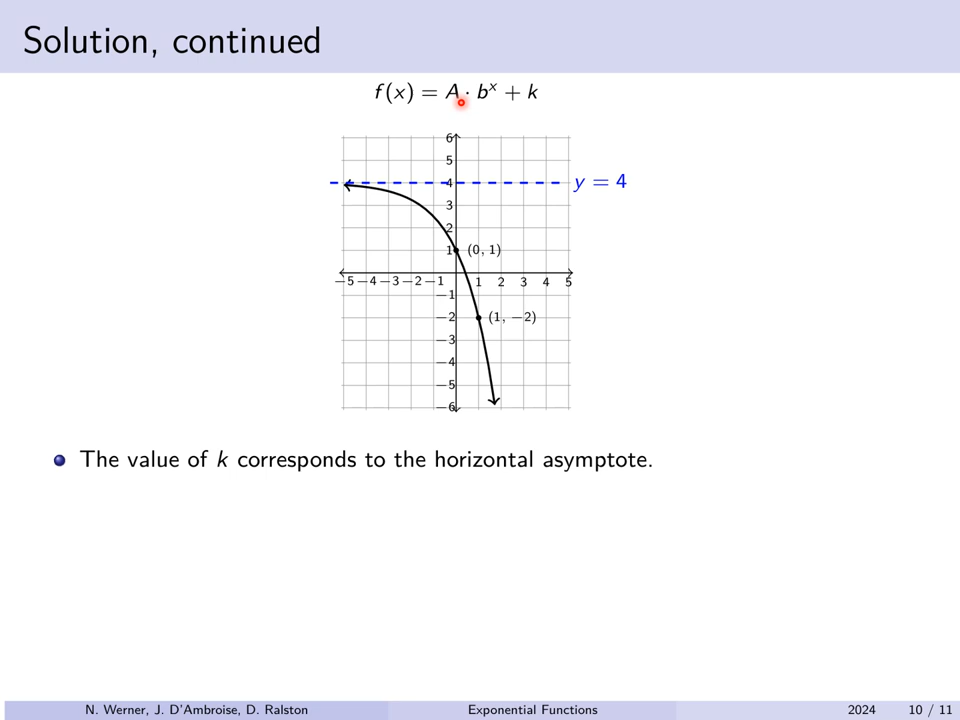 Solution, continued
f(x) = A · b^x + k
6
5
y = 4
4
3
2
1
(0, 1)
−5 −4 −3 −2 −1 1 2 3 4 5
−1
−2
(1, −2)
−3
−4
−5
−6
The value of k corresponds to the horizontal asymptote.
N. Werner, J. D'Ambroise, D. Ralston Exponential Functions 2024 10 / 11